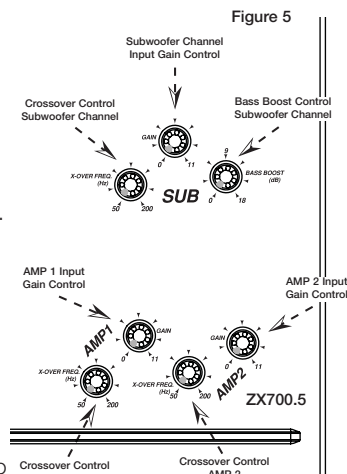 Figure 5
Subwoofer Channel
Input Gain Control
Crossover Control
Subwoofer Channel
Bass Boost Control
Subwoofer Channel
GAIN
0
11
9
BASS BOOST
(dB)
0
18
X-OVER FREQ.
(Hz)
50
200
SUB
AMP 1 Input
Gain Control
AMP 2 Input
Gain Control
AMP1
GAIN
0
11
GAIN
0
11
X-OVER FREQ.
(Hz)
50
200
X-OVER FREQ.
(Hz)
50
200
AMP2
ZX700.5
Crossover Control
Crossover Control
AMP 2